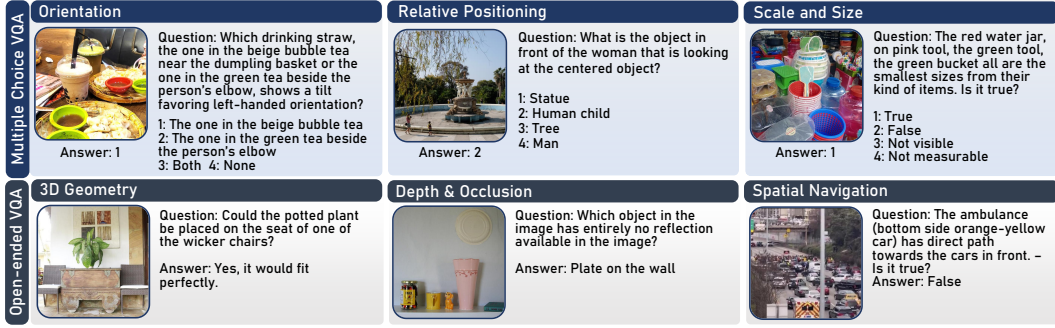 Multiple Choice VQA
Orientation
Question: Which drinking straw,
the one in the beige bubble tea
near the dumpling basket or the
one in the green tea beside the
person's elbow, shows a tilt
favoring left-handed orientation?
1: The one in the beige bubble tea
2: The one in the green tea beside
the person's elbow
3: Both 4: None
Answer: 1
Relative Positioning
Question: What is the object in
front of the woman that is looking
at the centered object?
1: Statue
2: Human child
3: Tree
4: Man
Answer: 2
Scale and Size
Question: The red water jar,
on pink tool, the green tool,
the green bucket all are the
smallest sizes from their
kind of items. Is it true?
1: True
2: False
3: Not visible
4: Not measurable
Answer: 1
Open-ended VQA
3D Geometry
Question: Could the potted plant
be placed on the seat of one of
the wicker chairs?
Answer: Yes, it would fit
perfectly.
Depth & Occlusion
Question: Which object in the
image has entirely no reflection
available in the image?
Answer: Plate on the wall
Spatial Navigation
Question: The ambulance
(bottom side orange-yellow
car) has direct path
towards the cars in front. –
Is it true?
Answer: False